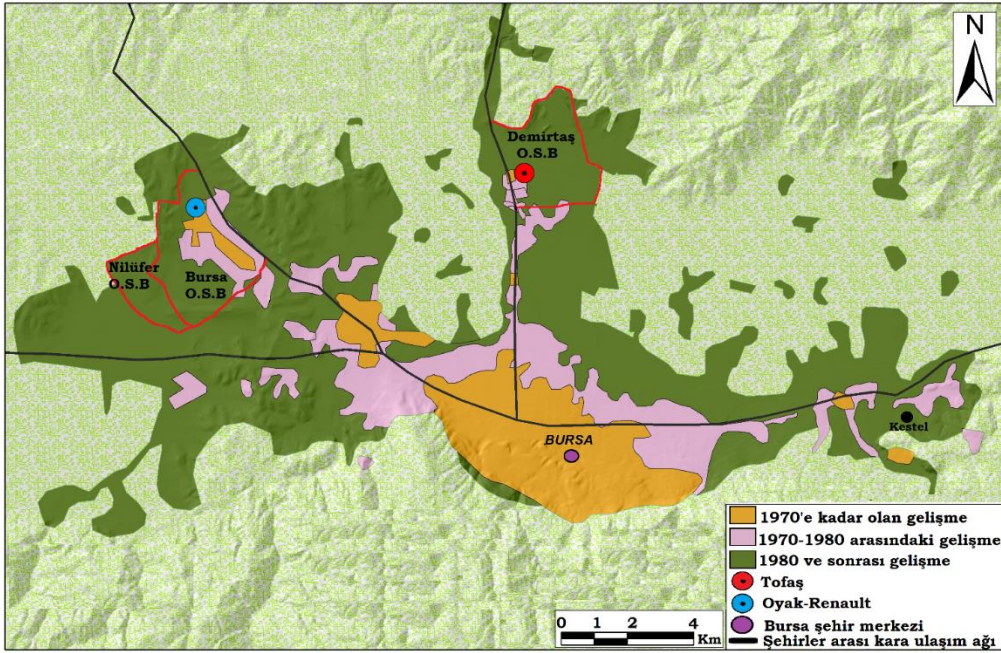 N
Demirtaş
O.S.B
Nilüfer
O.S.B
Bursa
O.S.B
BURSA
Kestel
1970'e kadar olan gelişme
1970-1980 arasındaki gelişme
1980 ve sonrası gelişme
Tofaş
Oyak-Renault
Bursa şehir merkezi
Şehirler arası kara ulaşım ağı
0 1 2 4
Km